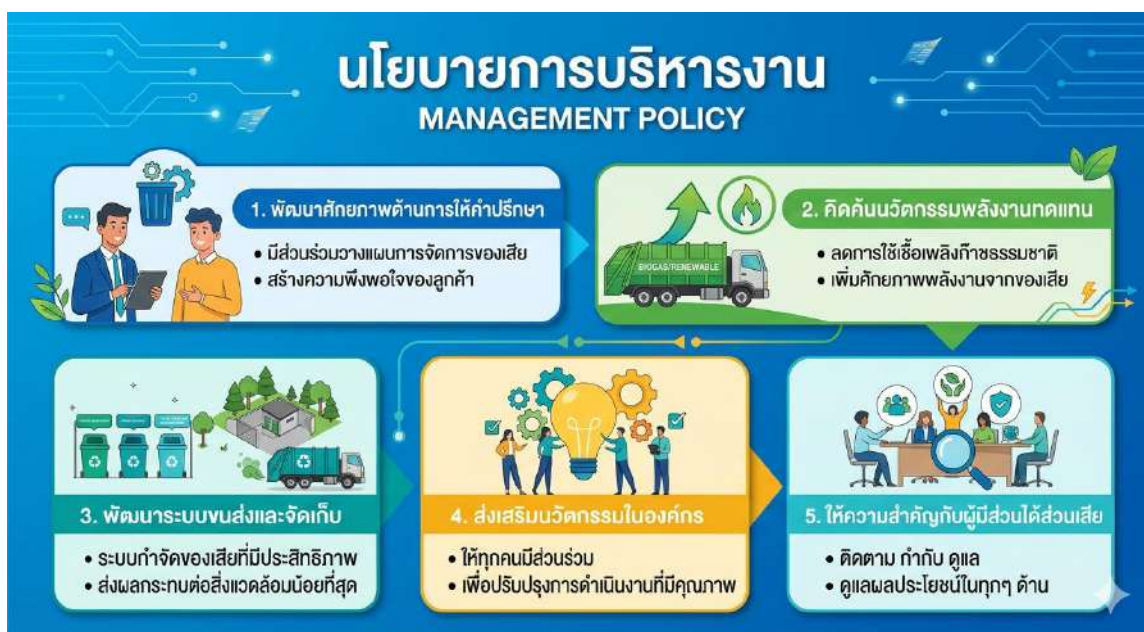 นโยบายการบริหารงาน
MANAGEMENT POLICY
1. พัฒนาศักยภาพด้านการให้คำปรึกษา
• มีส่วนร่วมวางแผนการจัดการของเสีย
• สร้างความพึงพอใจของลูกค้า
BIOGAS/RENEWABLE
2. คิดค้นนวัตกรรมพลังงานทดแทน
• ลดการใช้เชื้อเพลิงก๊าซธรรมชาติ
• เพิ่มศักยภาพพลังงานจากของเสีย
3. พัฒนาระบบขนส่งและจัดเก็บ
• ระบบกำจัดของเสียที่มีประสิทธิภาพ
• ส่งผลกระทบต่อสิ่งแวดล้อมน้อยที่สุด
4. ส่งเสริมนวัตกรรมในองค์กร
• ให้ทุกคนมีส่วนร่วม
• เพื่อปรับปรุงการดำเนินงานที่มีคุณภาพ
5. ให้ความสำคัญกับผู้มีส่วนได้ส่วนเสีย
• ติดตาม กำกับ ดูแล
• ดูแลผลประโยชน์ในทุกๆ ด้าน